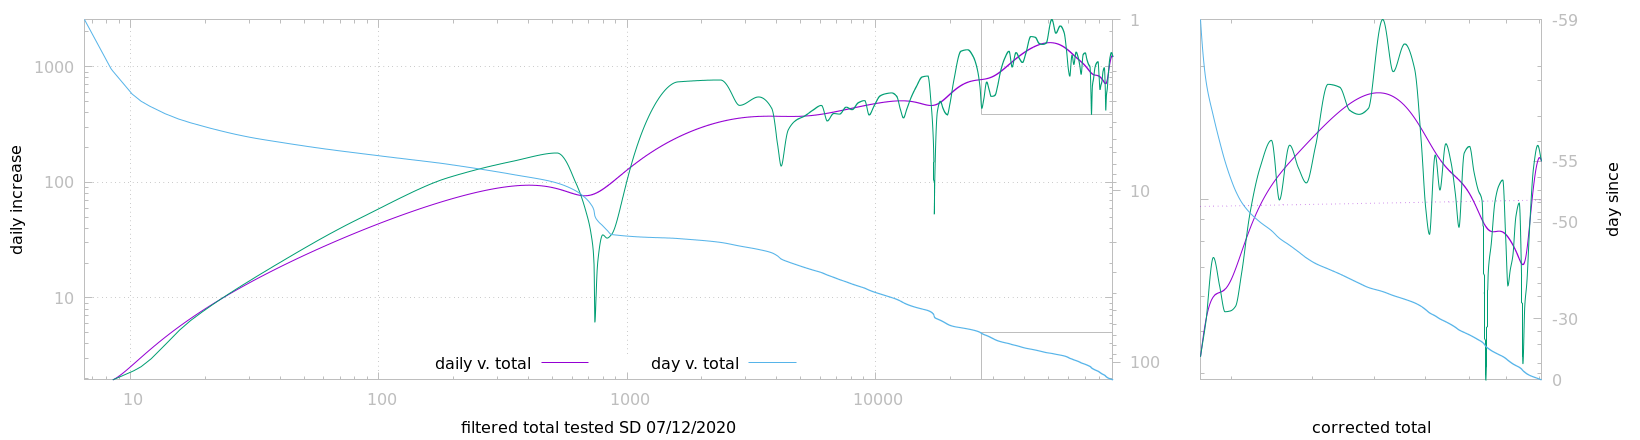 daily increase
1000
100
10
10
100
1000
10000
1
10
100
daily v. total
day v. total
filtered total tested SD 07/12/2020
-59
-55
-50
-30
0
day since
corrected total